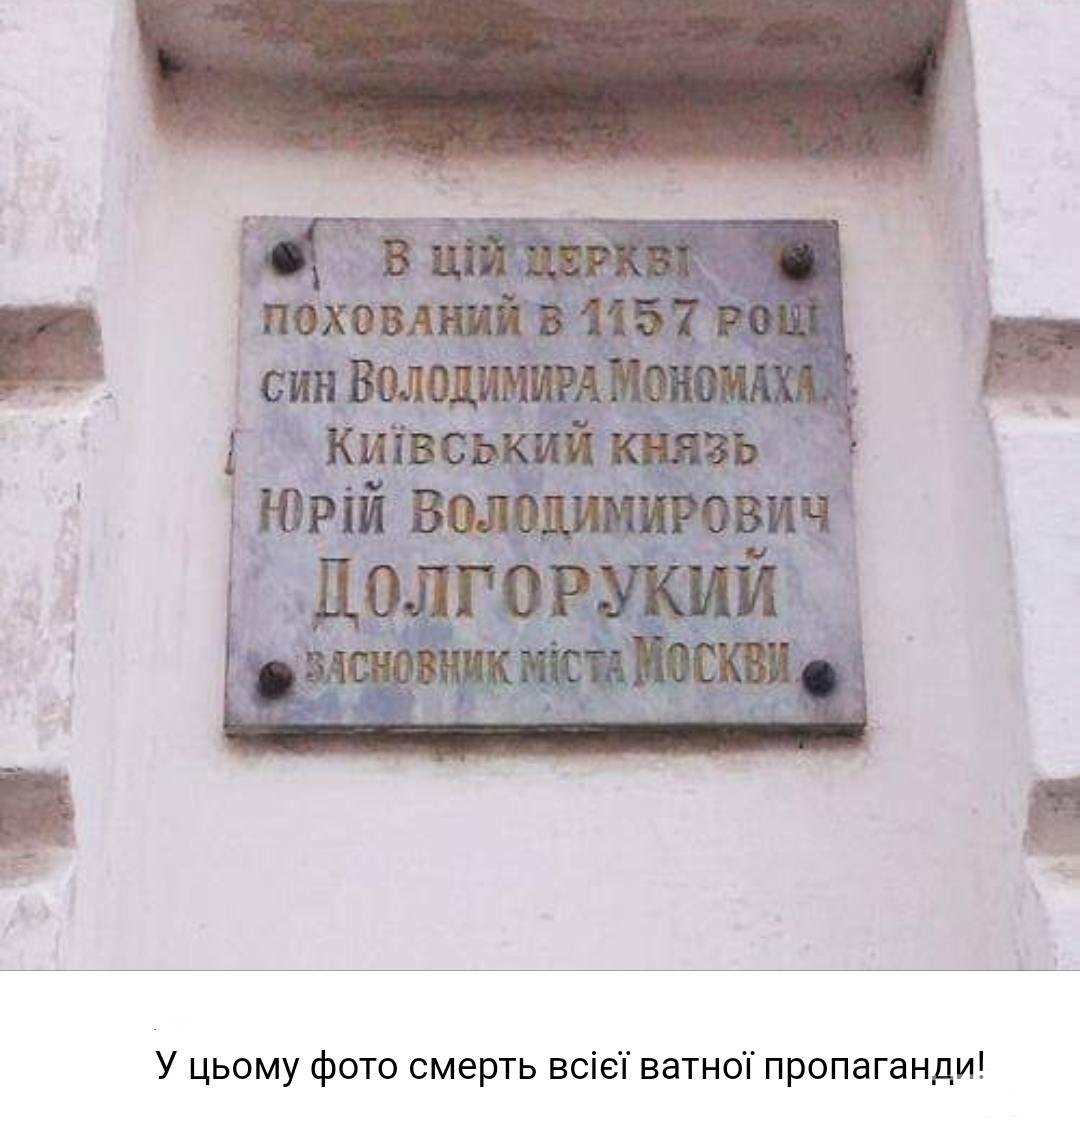 В цій церкві
похований в 1157 році
син Володимира Мономаха
Київський князь
Юрій Володимирович
Долгорукий
засновник міста Москви
У цьому фото смерть всієї ватної пропаганди!